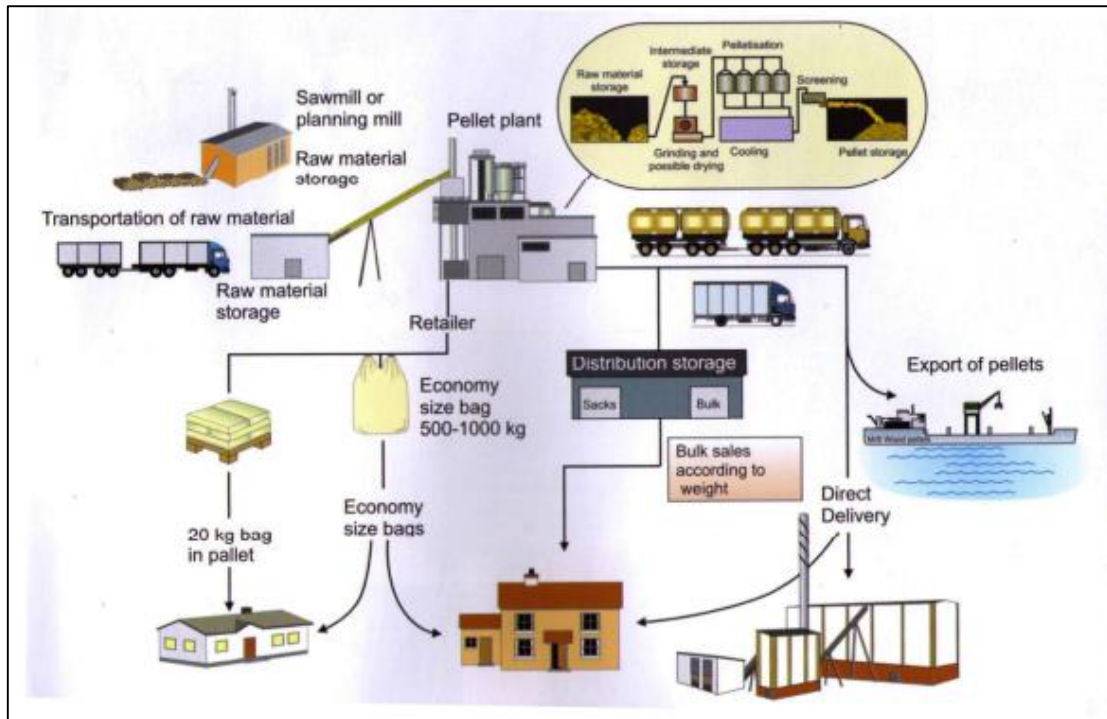 Sawmill or
planning mill
Raw material
storage
Transportation of raw material
Raw material
storage
Pellet plant
Raw material
storage
Intermediate
storage
Grinding and
possible drying
Pelletisation
Cooling
Screening
Pellet storage
Retailer
Economy
size bag
500-1000 kg
Distribution storage
Sacks
Bulk
Export of pellets
M/S Wood pellets
Bulk sales
according to
weight
Direct
Delivery
Economy
size bags
20 kg bag
in pallet